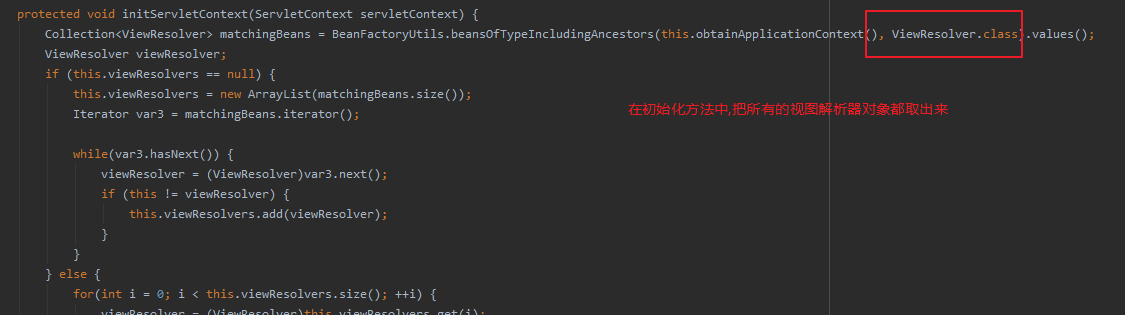 protected void initServletContext(ServletContext servletContext) {
Collection<ViewResolver> matchingBeans = BeanFactoryUtils.beansOfTypeIncludingAncestors(this.obtainApplicationContext(), ViewResolver.class).values();
ViewResolver viewResolver;
if (this.viewResolvers == null) {
this.viewResolvers = new ArrayList(matchingBeans.size());
Iterator var3 = matchingBeans.iterator();
在初始化方法中,把所有的视图解析器对象都取出来
while(var3.hasNext()) {
viewResolver = (ViewResolver)var3.next();
if (this != viewResolver) {
this.viewResolvers.add(viewResolver);
}
}
} else {
for(int i = 0; i < this.viewResolvers.size(); ++i) {
viewResolver = (ViewResolver)this.viewResolvers.get(i);